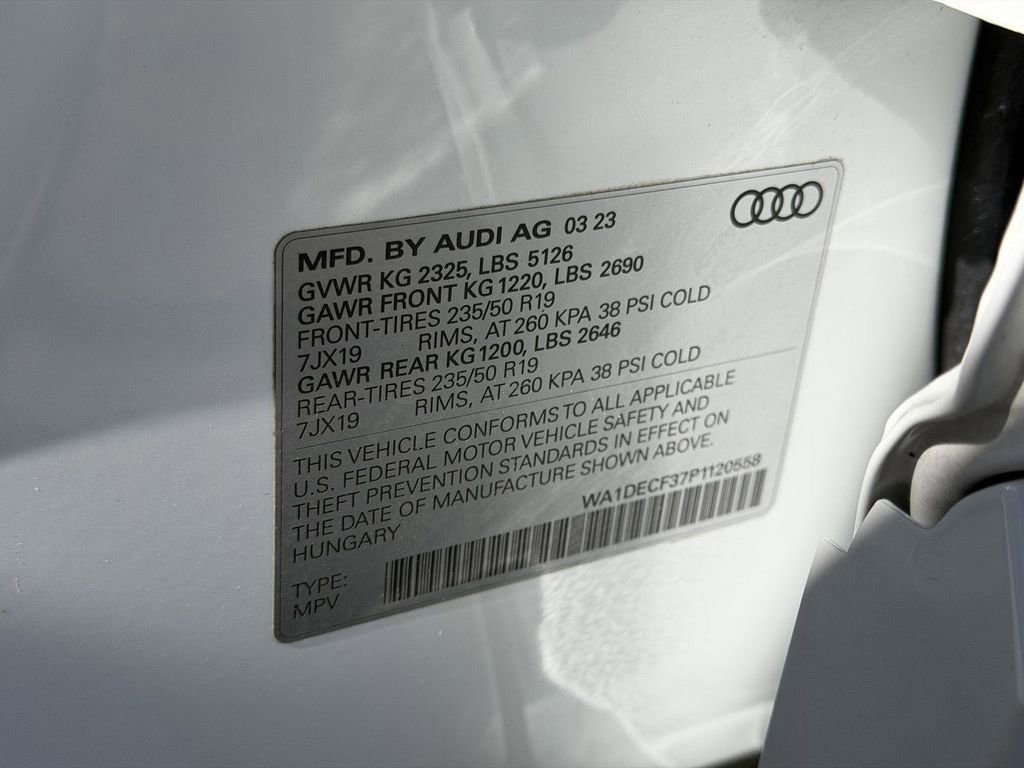 MFD. BY AUDI AG 03 23
GVWR KG 2325, LBS 5126
GAWR FRONT KG 1220, LBS 2690
FRONT-TIRES 235/50 R19
7JX19 RIMS, AT 260 KPA 38 PSI COLD
GAWR REAR KG 1200, LBS 2646
REAR-TIRES 235/50 R19
7JX19 RIMS, AT 260 KPA 38 PSI COLD
THIS VEHICLE CONFORMS TO ALL APPLICABLE
U.S. FEDERAL MOTOR VEHICLE SAFETY AND
THEFT PREVENTION STANDARDS IN EFFECT ON
THE DATE OF MANUFACTURE SHOWN ABOVE.
HUNGARY WA1DECF37P1120558
TYPE:
MPV